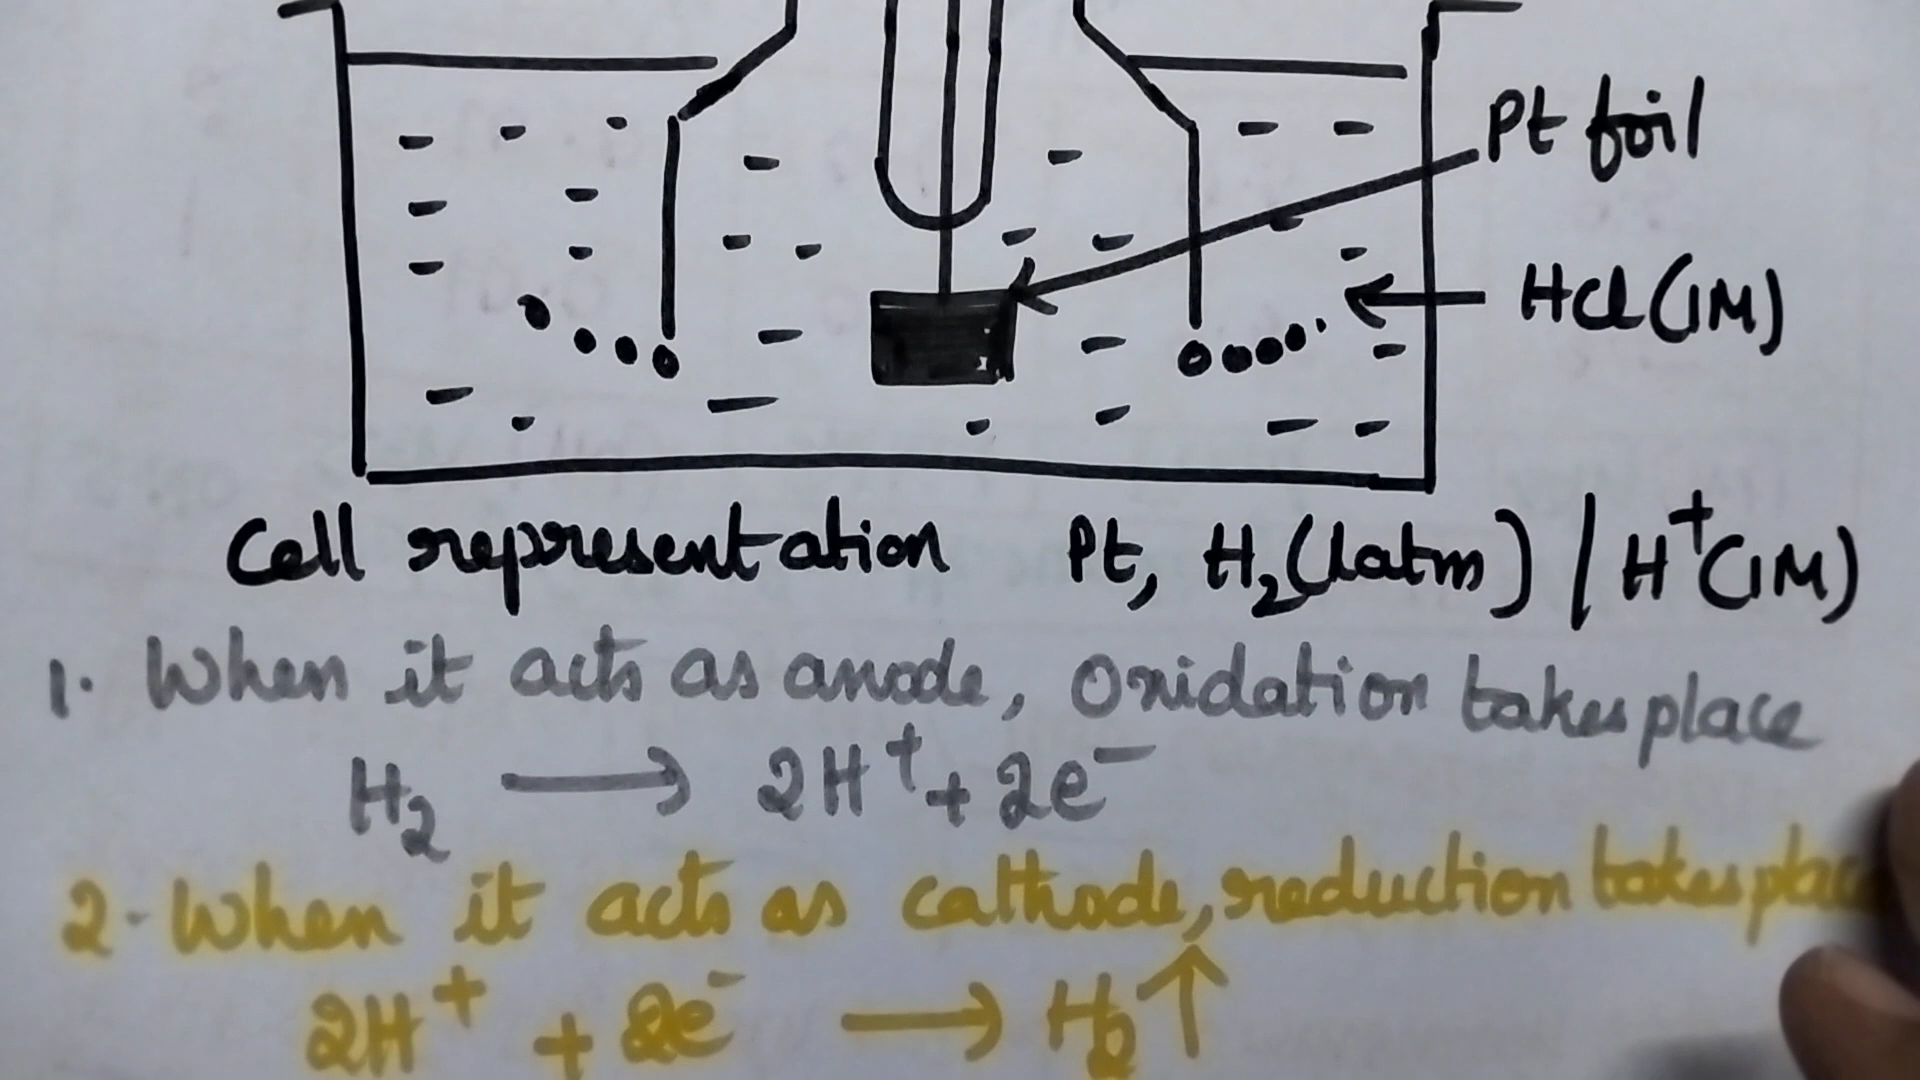 Pt foil
HCl (1M)
Cell representation Pt, H2 (1atm) / H+ (1M)
1. When it acts as anode, Oxidation takes place
H2 ⟶ 2H+ + 2e-
2. When it acts as cathode, reduction takes place
2H+ + 2e- ⟶ H2 ↑